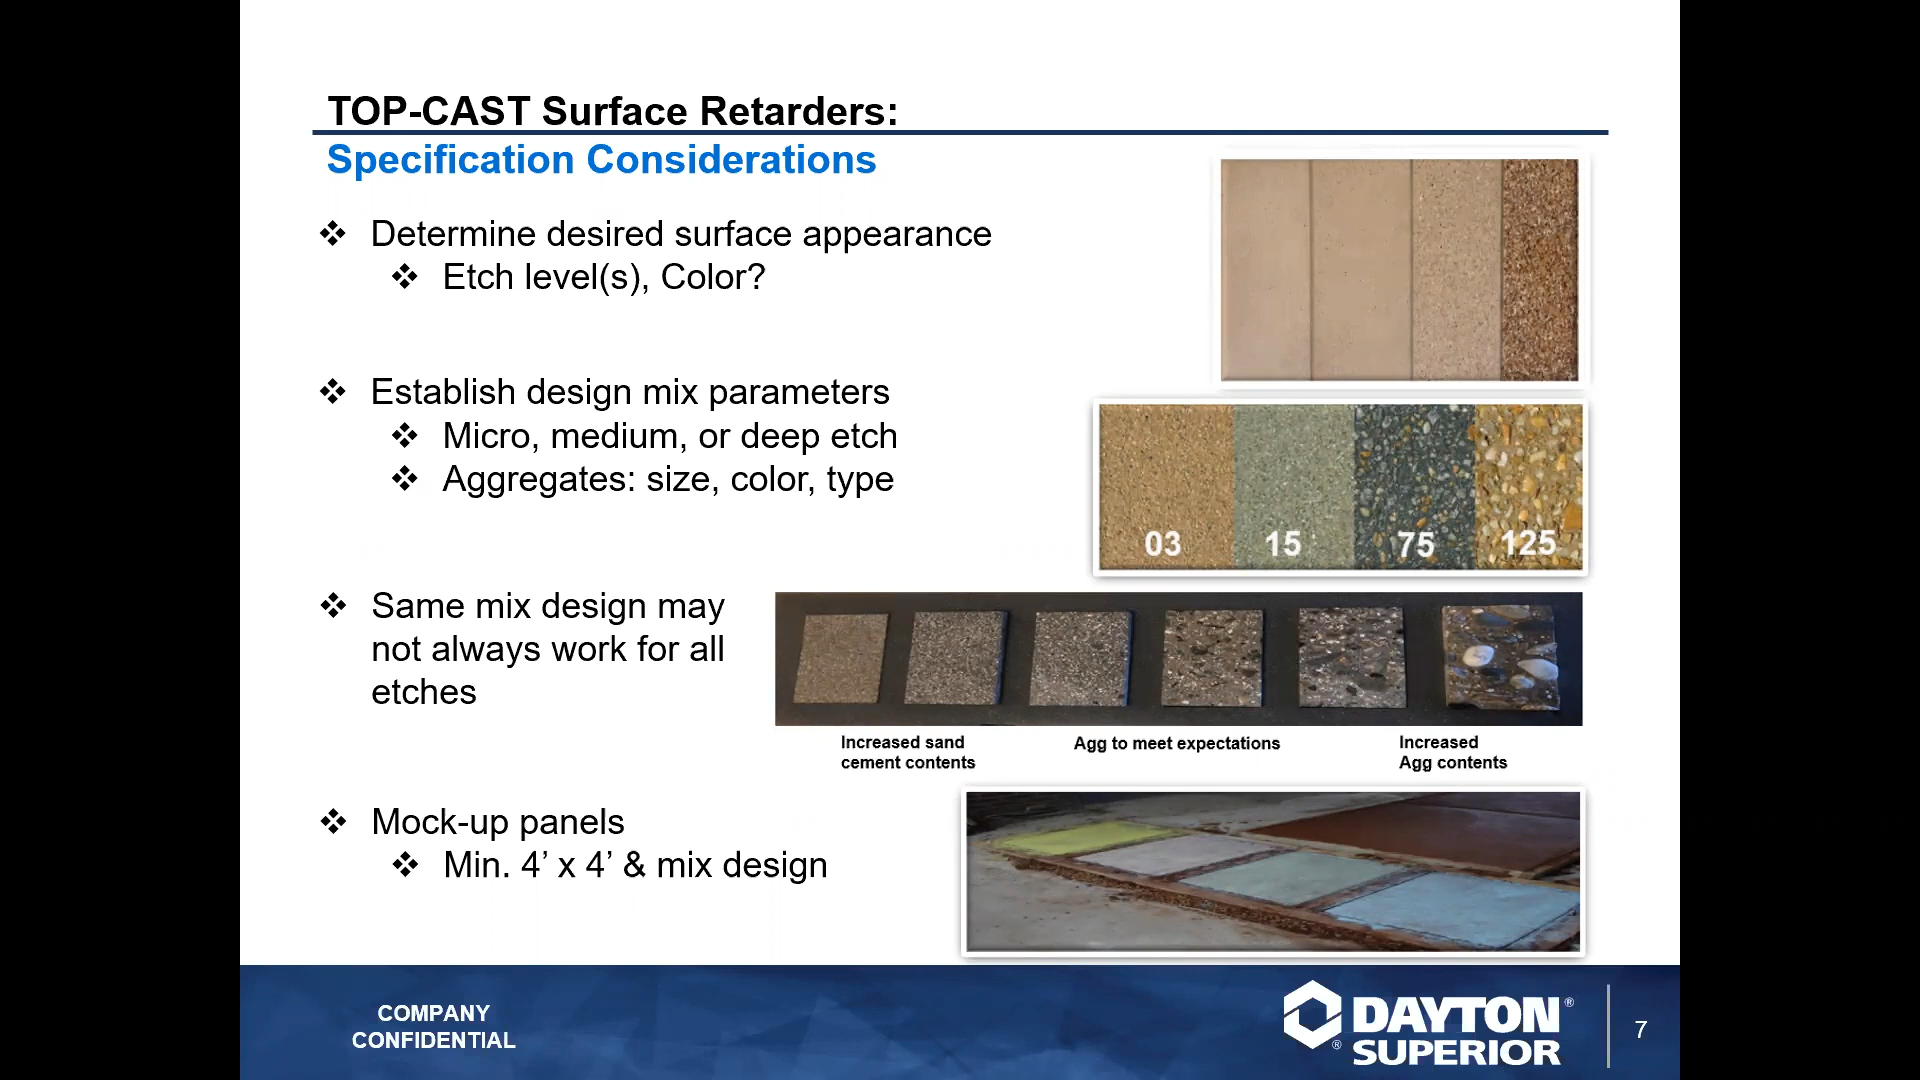 TOP-CAST Surface Retarders:
Specification Considerations
❖ Determine desired surface appearance
❖ Etch level(s), Color?
❖ Establish design mix parameters
❖ Micro, medium, or deep etch
❖ Aggregates: size, color, type
03 15 75 125
❖ Same mix design may
not always work for all
etches
Increased sand
cement contents
Agg to meet expectations
Increased
Agg contents
❖ Mock-up panels
❖ Min. 4’ x 4’ & mix design
COMPANY
CONFIDENTIAL
DAYTON®
SUPERIOR
®
7